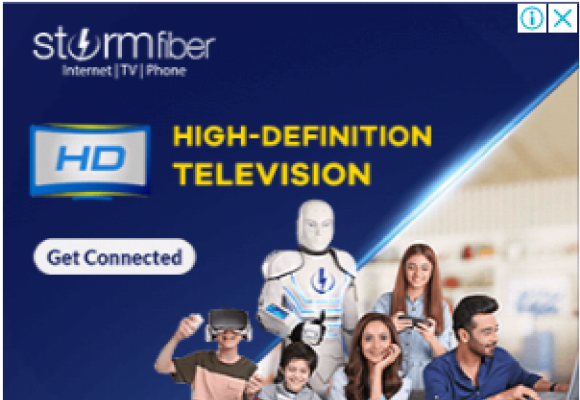 stormfiber
Internet | TV | Phone
HD
HIGH-DEFINITION
TELEVISION
Get Connected